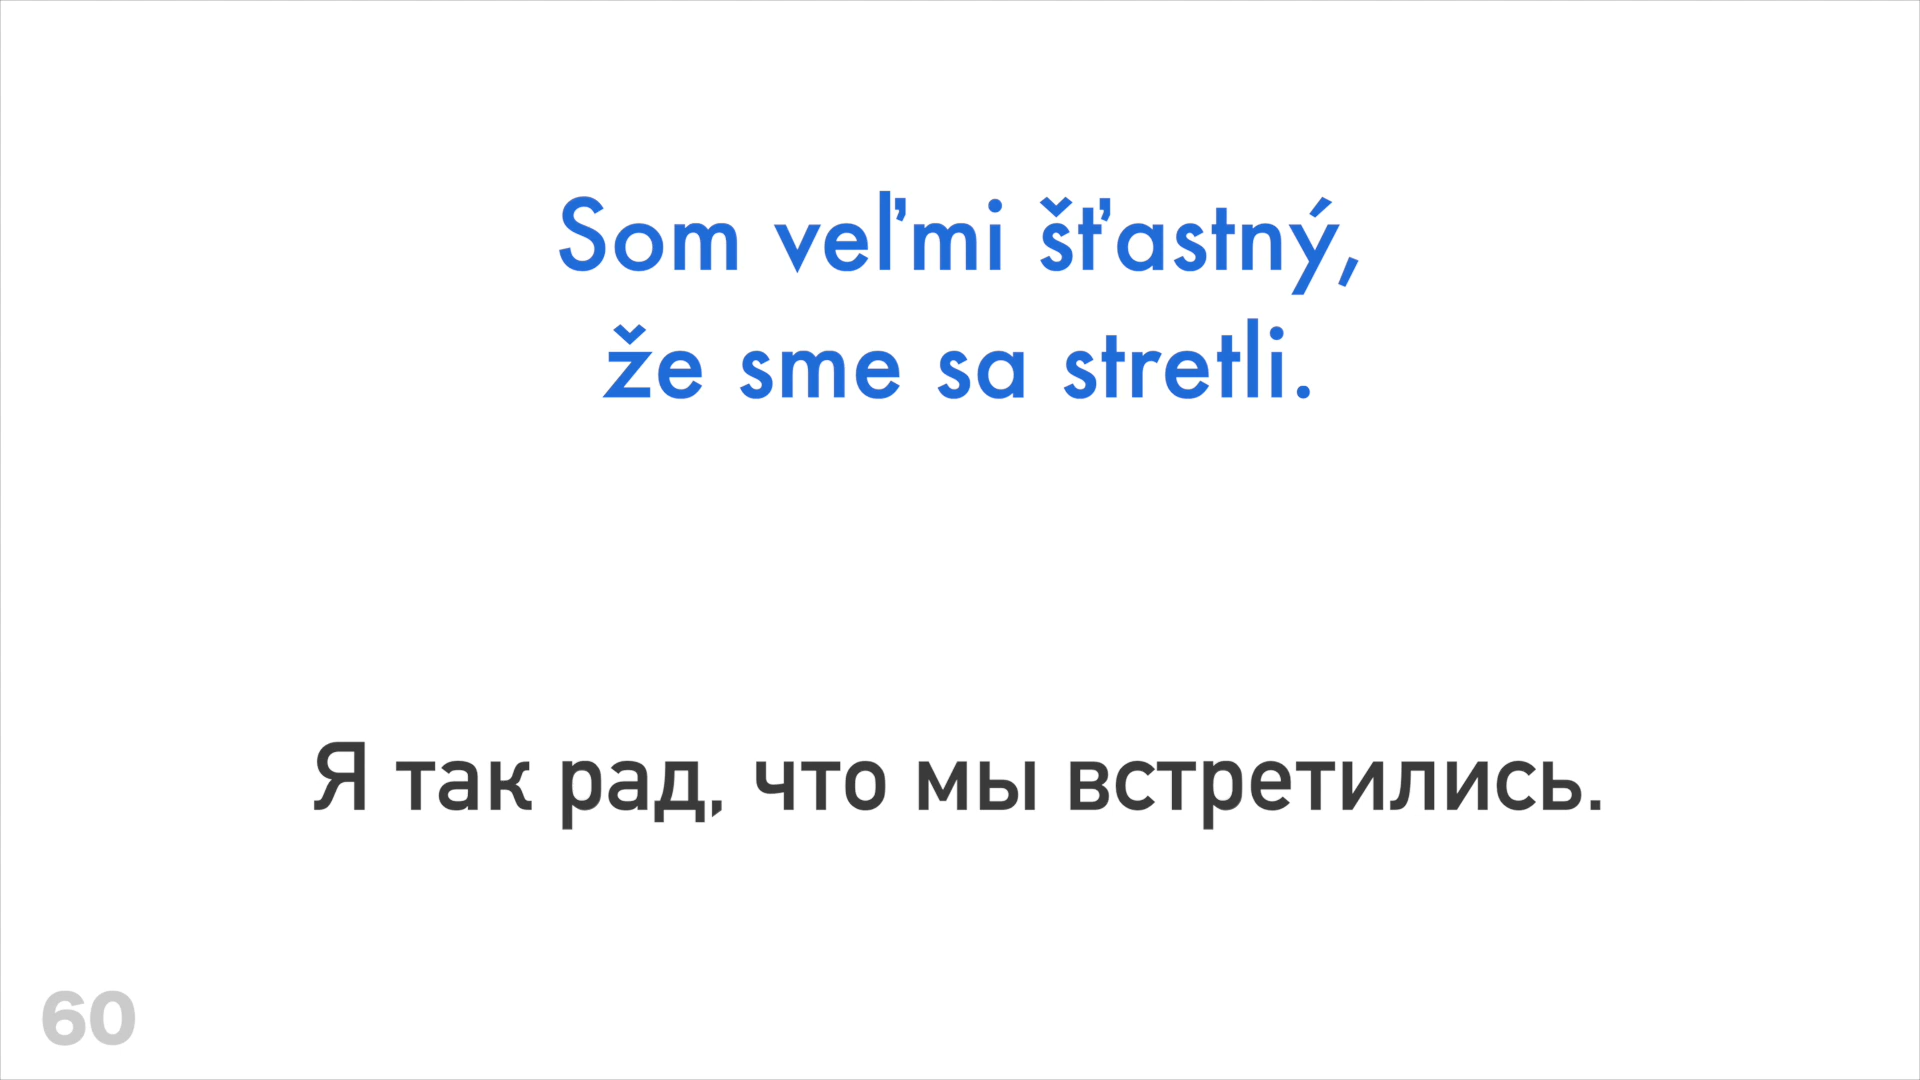 Som veľmi šťastný,
že sme sa stretli.
Я так рад, что мы встретились.
60